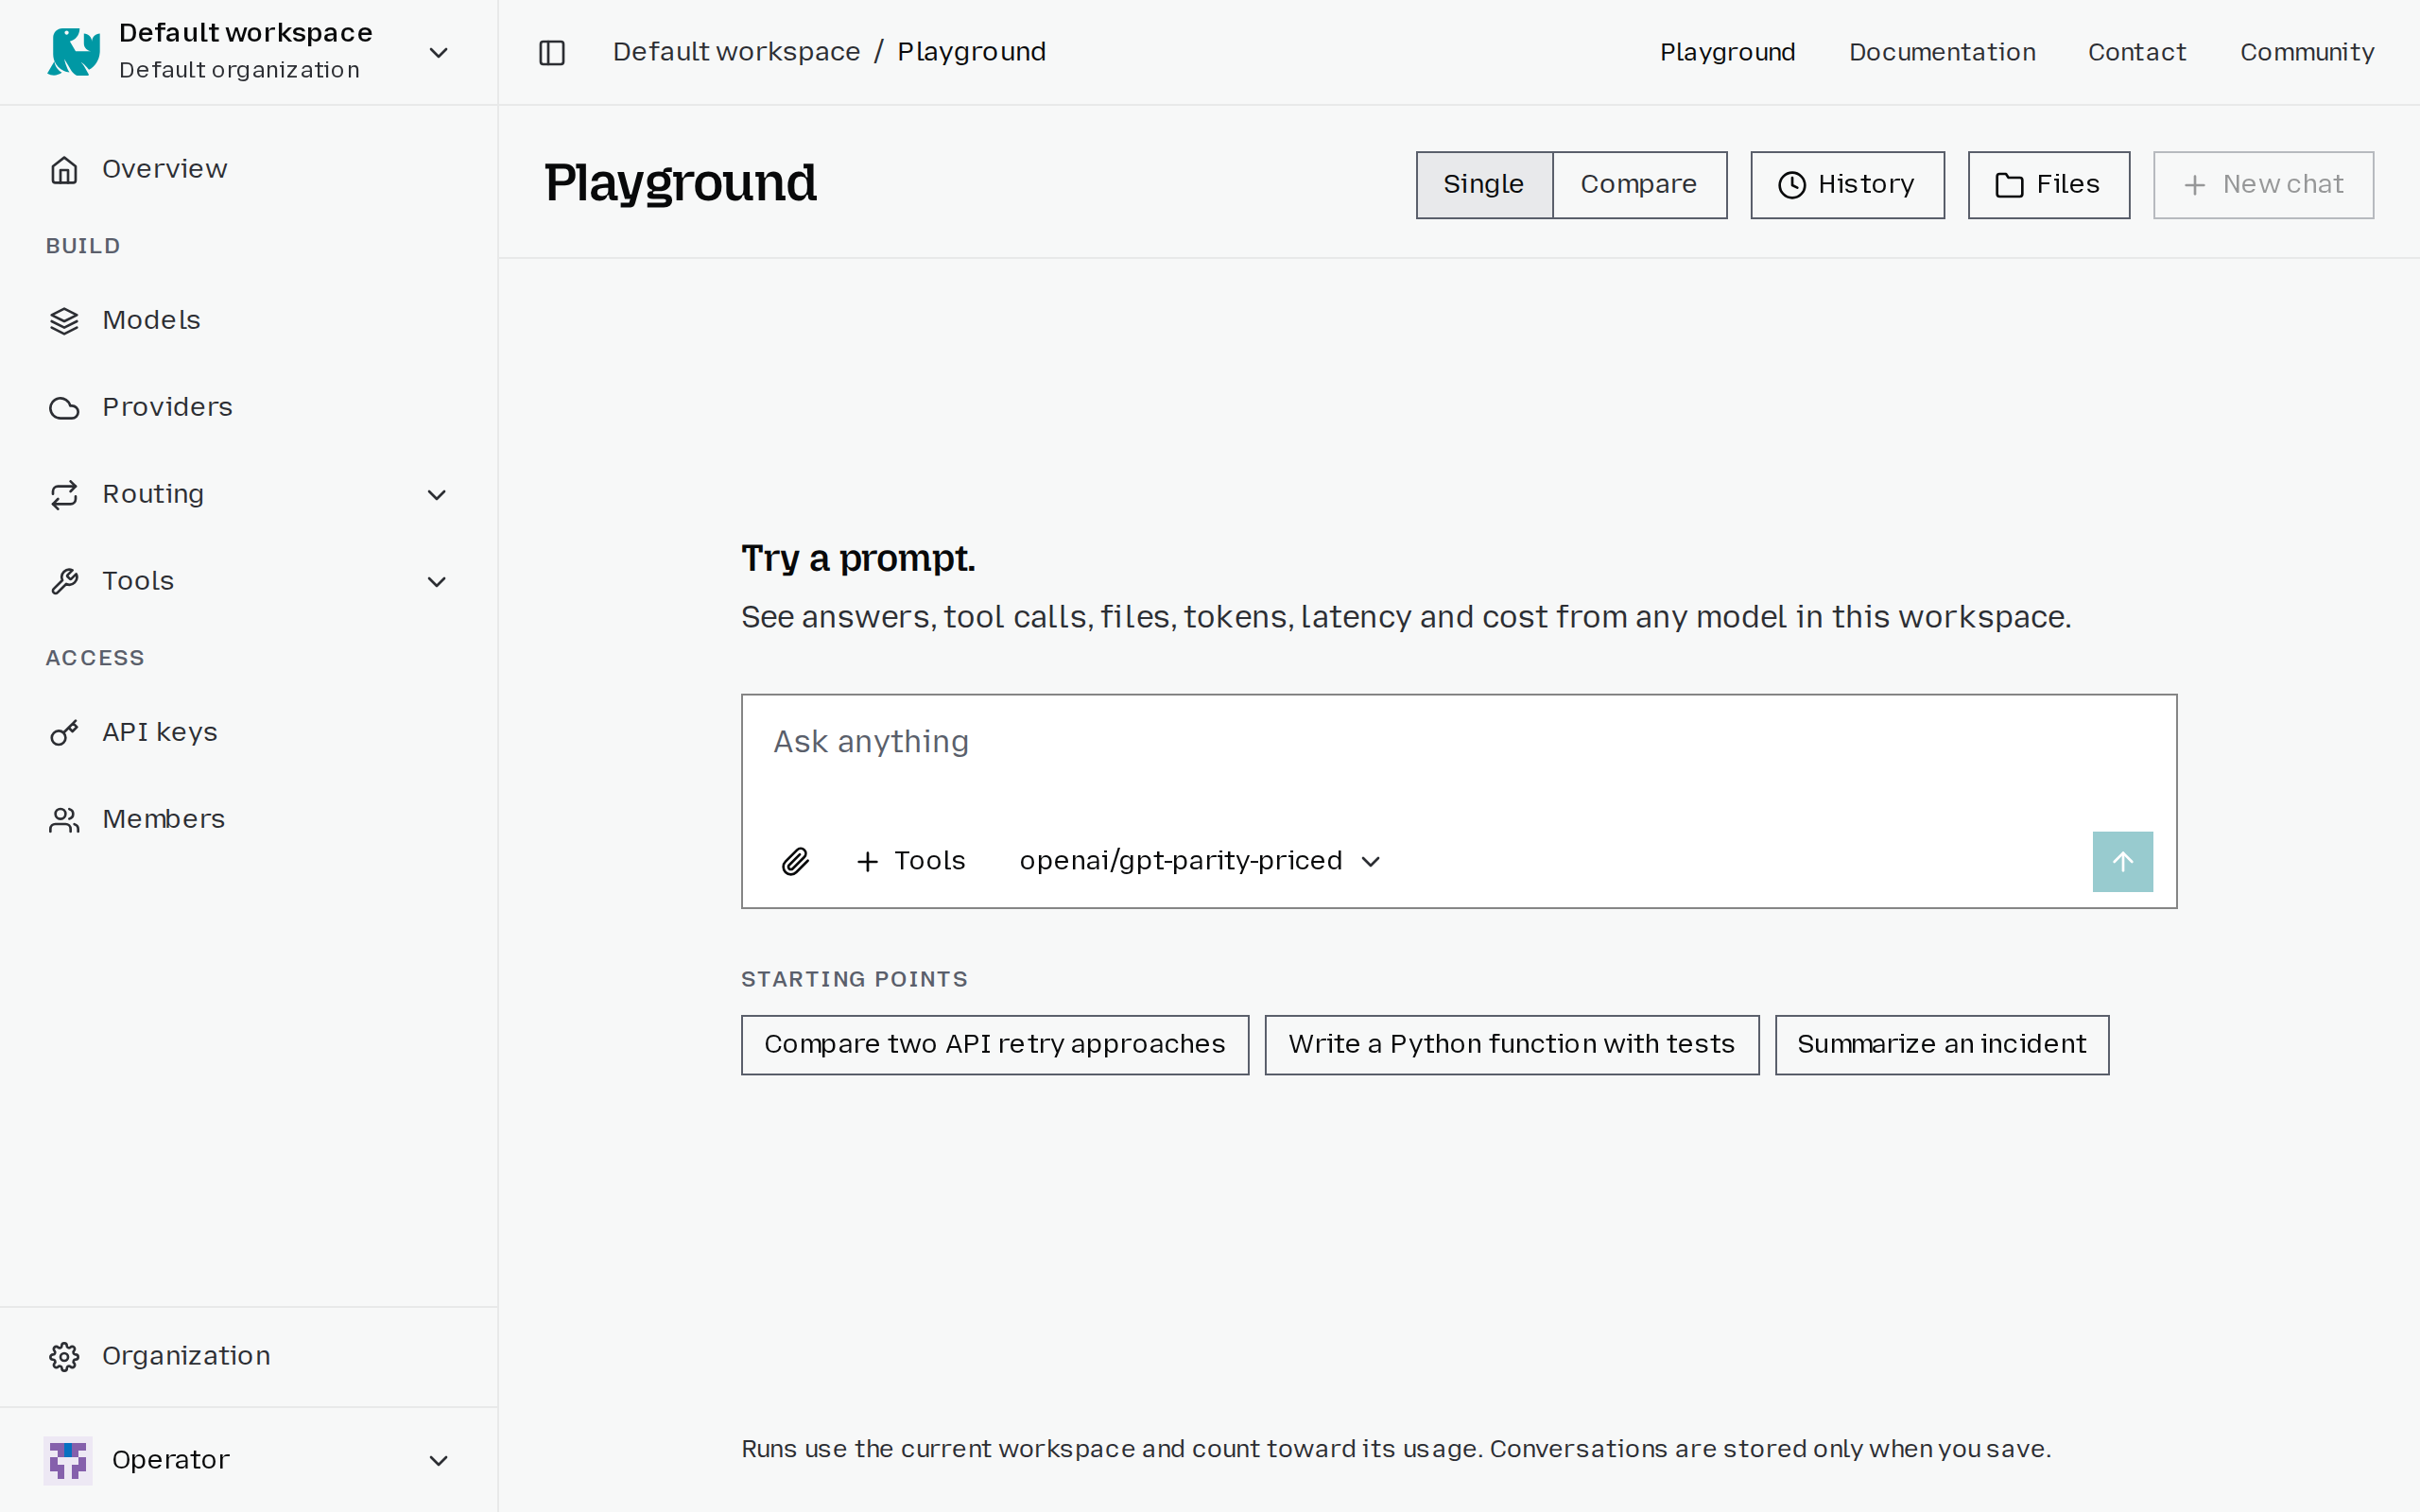 Default workspace
Default organization
Default workspace / Playground
Playground
Documentation
Contact
Community
Overview
BUILD
Models
Providers
Routing
Tools
ACCESS
API keys
Members
Organization
Operator
Playground
Single
Compare
History
Files
New chat
Try a prompt.
See answers, tool calls, files, tokens, latency and cost from any model in this workspace.
Ask anything
Tools
openai/gpt-parity-priced
STARTING POINTS
Compare two API retry approaches
Write a Python function with tests
Summarize an incident
Runs use the current workspace and count toward its usage. Conversations are stored only when you save.